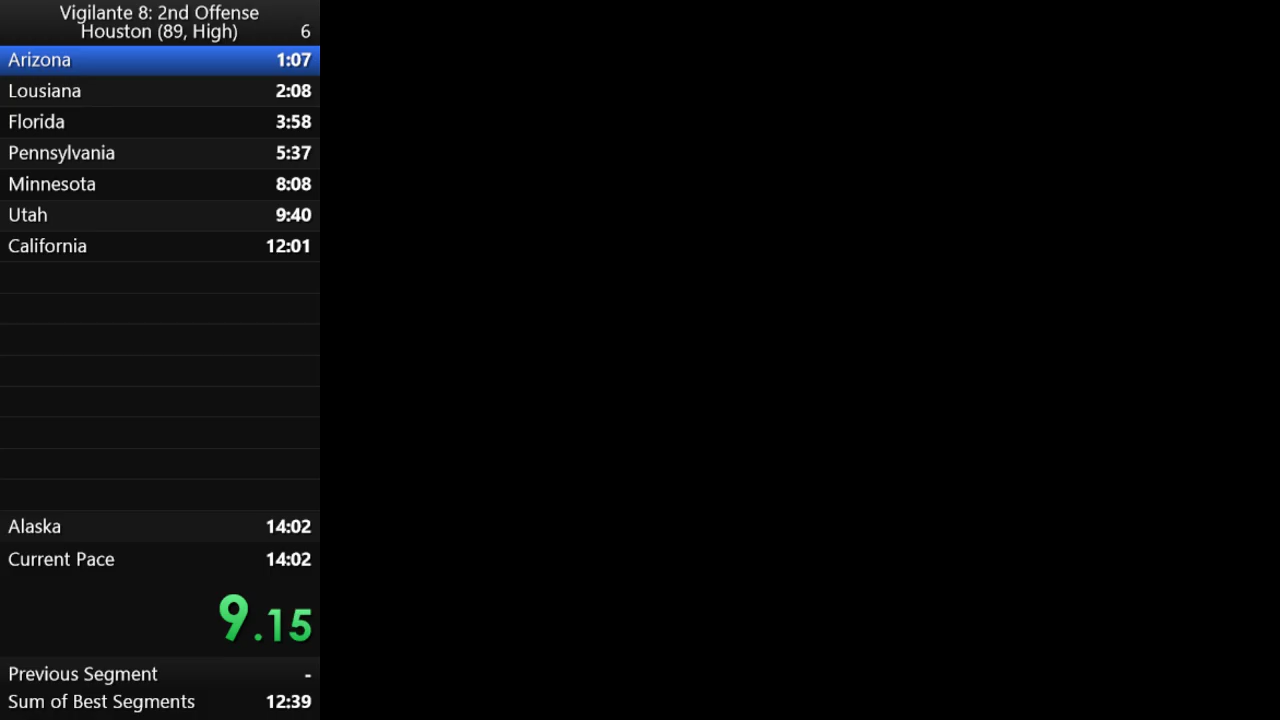 Vigilante 8: 2nd Offense
Houston (89, High) 6
Arizona 1:07
Lousiana 2:08
Florida 3:58
Pennsylvania 5:37
Minnesota 8:08
Utah 9:40
California 12:01
Alaska 14:02
Current Pace 14:02
9.15
Previous Segment -
Sum of Best Segments 12:39